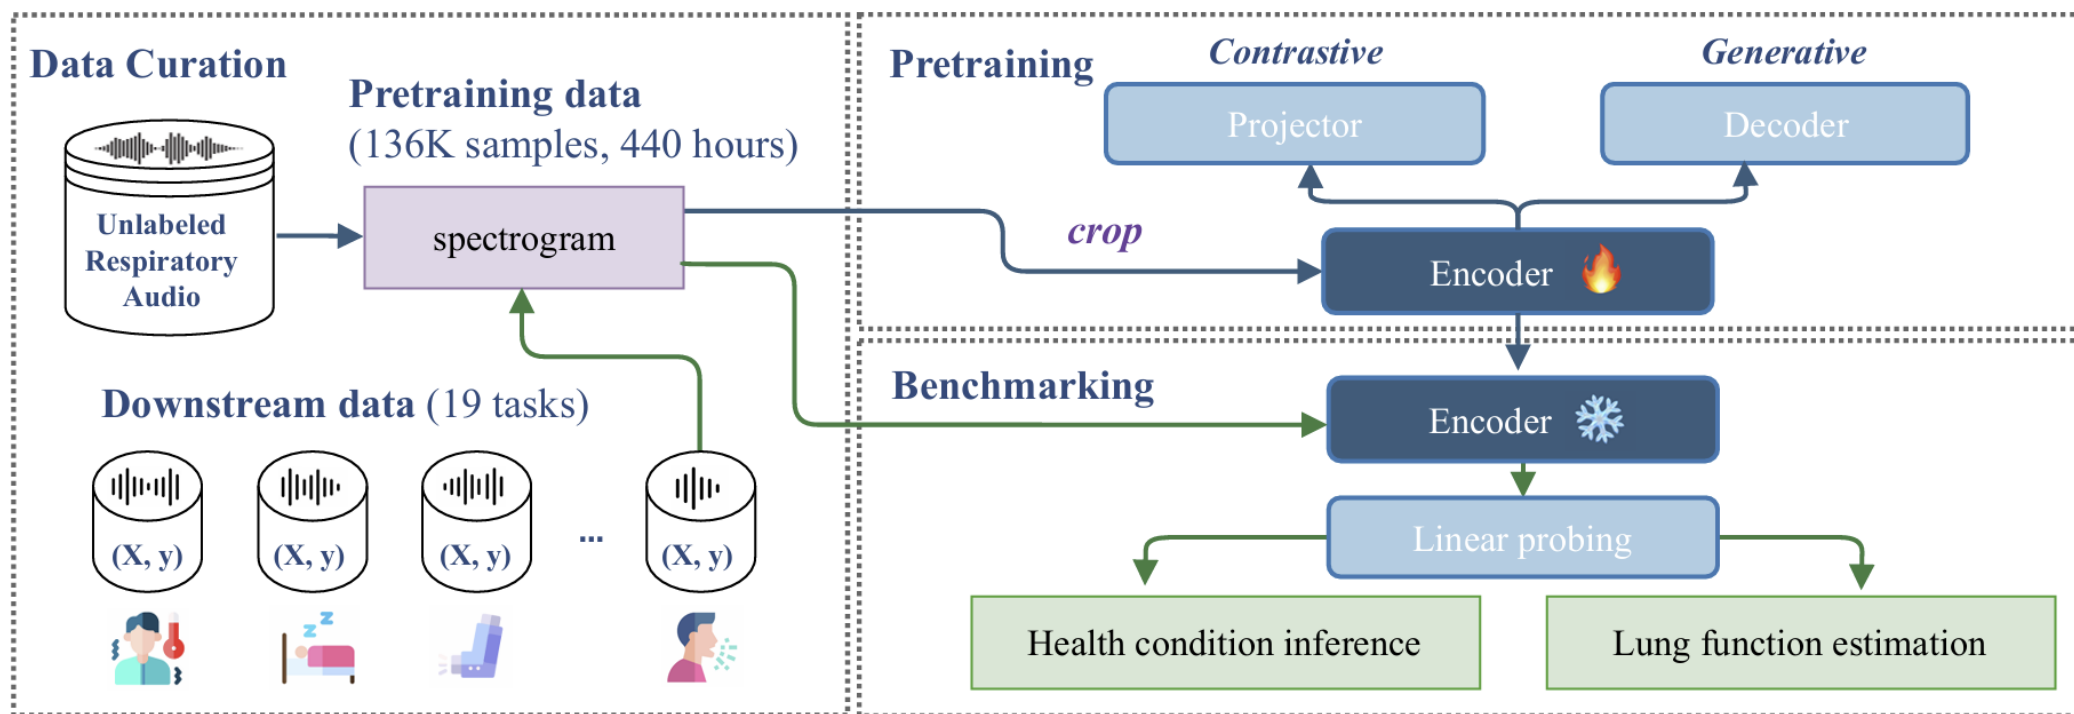 Data Curation
Pretraining data
(136K samples, 440 hours)
Unlabeled
Respiratory
Audio
spectrogram
Downstream data (19 tasks)
(X, y)
(X, y)
(X, y)
...
(X, y)
z z
z
Pretraining
Contrastive
Generative
Projector
Decoder
crop
Encoder
Benchmarking
Encoder
Linear probing
Health condition inference
Lung function estimation